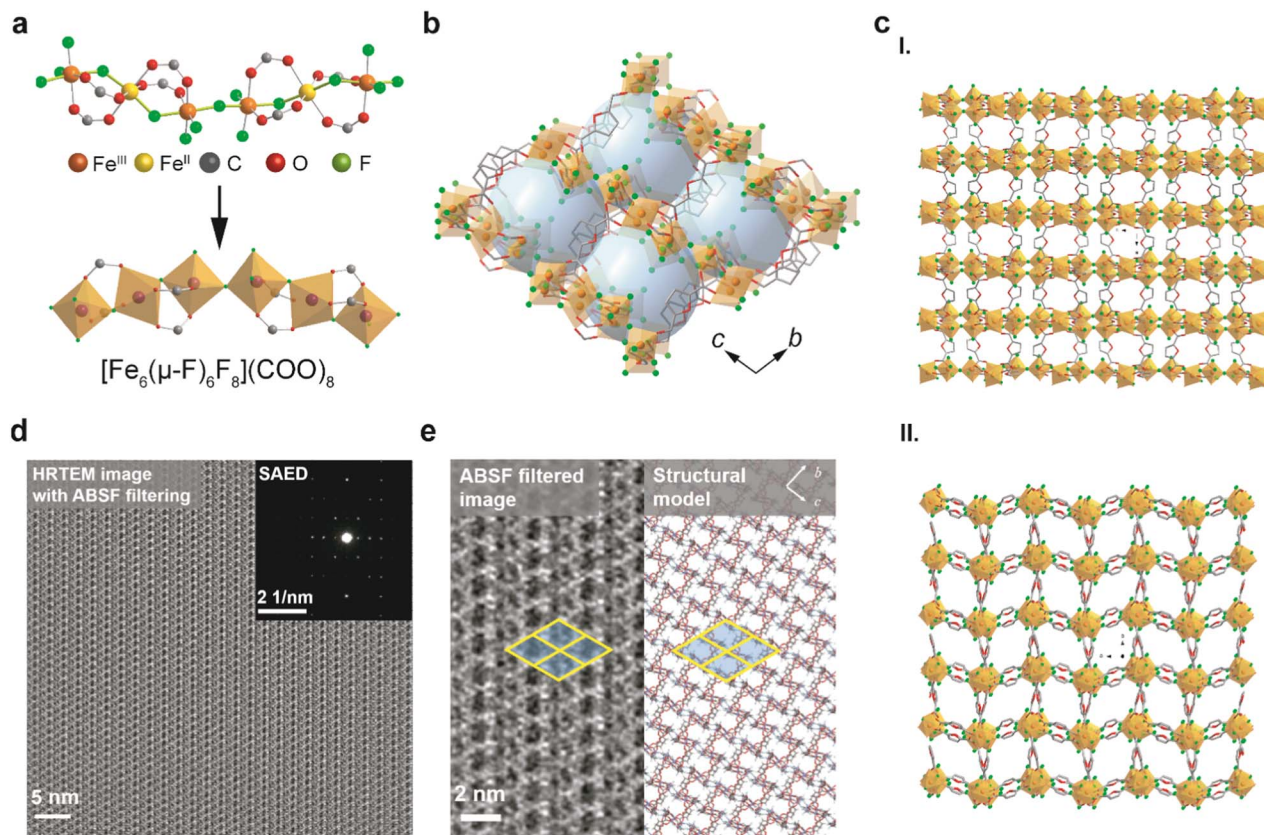 a
Feᴵᴵᴵ Feᴵᴵ C O F
[Fe₆(μ-F)₆F₈](COO)₈
b
c b
c
I.
II.
d
HRTEM image
with ABSF filtering
SAED
2 1/nm
5 nm
e
ABSF filtered
image
2 nm
Structural
model
b
c